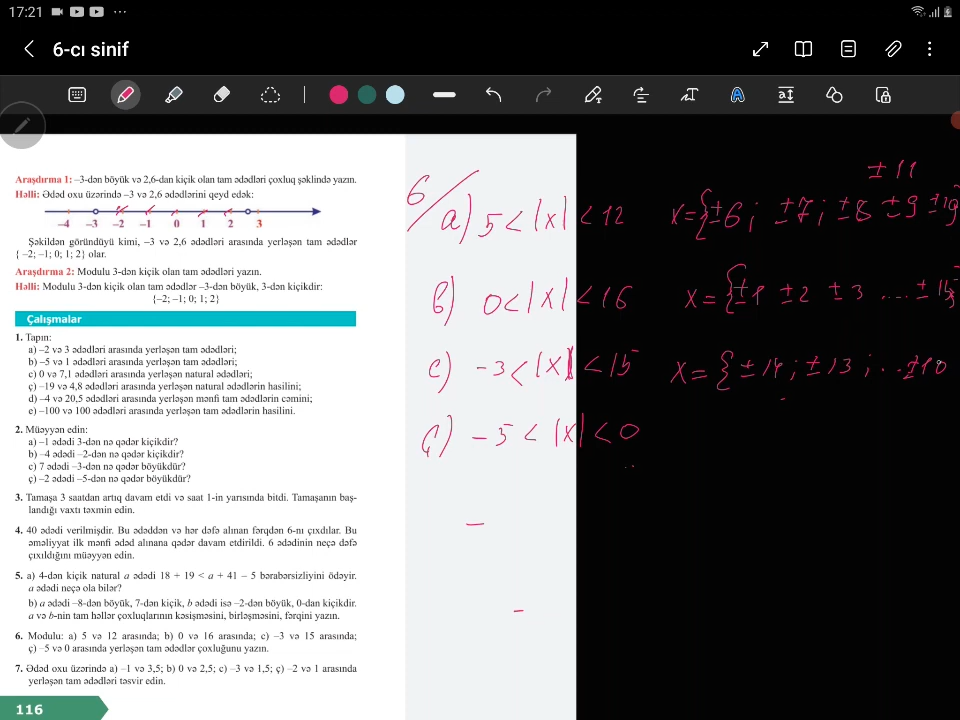 17:21
6-cı sinif
Araşdırma 1: –3-dən böyük və 2,6-dan kiçik olan tam ədədləri çoxluq şəklində yazın.
Həlli: Ədəd oxu üzərində –3 və 2,6 ədədlərini qeyd edək:
–4 –3 –2 –1 0 1 2 3
Şəkildən göründüyü kimi, –3 və 2,6 ədədləri arasında yerləşən tam ədədlər
{ –2; –1; 0; 1; 2} olar.
Araşdırma 2: Modulu 3-dən kiçik olan tam ədədləri yazın.
Həlli: Modulu 3-dən kiçik olan tam ədədlər –3-dən böyük, 3-dən kiçikdir:
{–2; –1; 0; 1; 2}
Çalışmalar
1. Tapın:
a) –2 və 3 ədədləri arasında yerləşən tam ədədləri;
b) –5 və 1 ədədləri arasında yerləşən tam ədədləri;
c) 0 və 7,1 ədədləri arasında yerləşən natural ədədləri;
ç) –19 və 4,8 ədədləri arasında yerləşən natural ədədlərin hasilini;
d) –4 və 20,5 ədədləri arasında yerləşən mənfi tam ədədlərin cəmini;
e) –100 və 100 ədədləri arasında yerləşən tam ədədlərin hasilini.
2. Müəyyən edin:
a) –1 ədədi 3-dən nə qədər kiçikdir?
b) –4 ədədi –2-dən nə qədər kiçikdir?
c) 7 ədədi –3-dən nə qədər böyükdür?
ç) –2 ədədi –5-dən nə qədər böyükdür?
3. Tamaşa 3 saatdan artıq davam etdi və saat 1-in yarısında bitdi. Tamaşanın baş-
landığı vaxtı təxmin edin.
4. 40 ədədi verilmişdir. Bu ədəddən və hər dəfə alınan fərqdən 6-nı çıxdılar. Bu
əməliyyat ilk mənfi ədəd alınana qədər davam etdirildi. 6 ədədinin neçə dəfə
çıxıldığını müəyyən edin.
5. a) 4-dən kiçik natural a ədədi 18 + 19 < a + 41 – 5 bərabərsizliyini ödəyir.
a ədədi neçə ola bilər?
b) a ədədi –8-dən böyük, 7-dən kiçik, b ədədi isə –2-dən böyük, 0-dan kiçikdir.
a və b-nin tam həllər çoxluqlarının kəsişməsini, birləşməsini, fərqini yazın.
6. Modulu: a) 5 və 12 arasında; b) 0 və 16 arasında; c) –3 və 15 arasında;
ç) –5 və 0 arasında yerləşən tam ədədlər çoxluğunu yazın.
7. Ədəd oxu üzərində a) –1 və 3,5; b) 0 və 2,5; c) –3 və 1,5; ç) –2 və 1 arasında
yerləşən tam ədədləri təsvir edin.
116
±11
6/ a) 5 < |x| < 12 x={±6; ±7; ±8 ±9 ±10
b) 0 < |x| < 16 x={±1 ±2 ±3 .... ±15}
c) -3 < |x| < 15 x={±14; ±13; ...±10
ç) -5 < |x| < 0